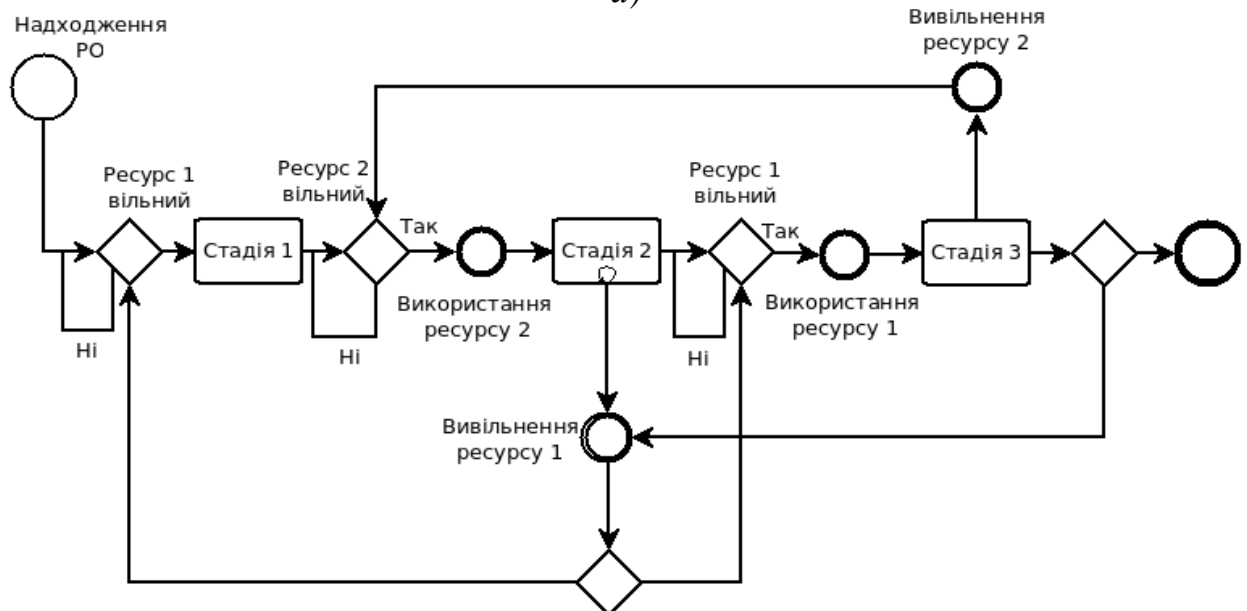 а)
Надходження
РО
Вивільнення
ресурсу 2
Ресурс 1
вільний
Ресурс 2
вільний
Ресурс 1
вільний
Так
Так
Стадія 1
Стадія 2
Стадія 3
Використання
ресурсу 2
Використання
ресурсу 1
Ні
Ні
Ні
Вивільнення
ресурсу 1